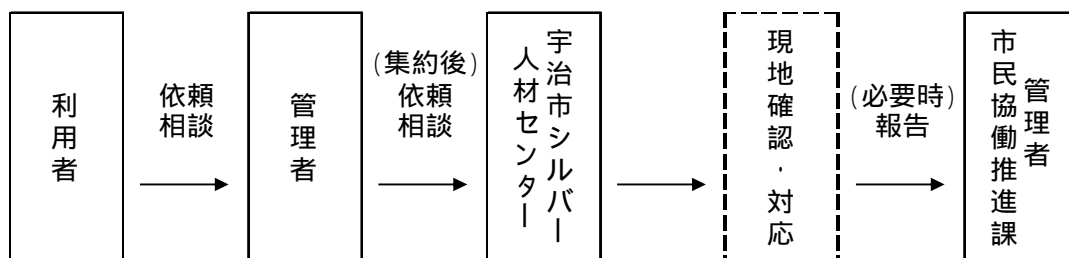 利用者
依頼
相談
管理者
(集約後)
依頼
相談
宇治市シルバー
人材センター
現地確認・対応
(必要時)
報告
管理者
市民協働推進課